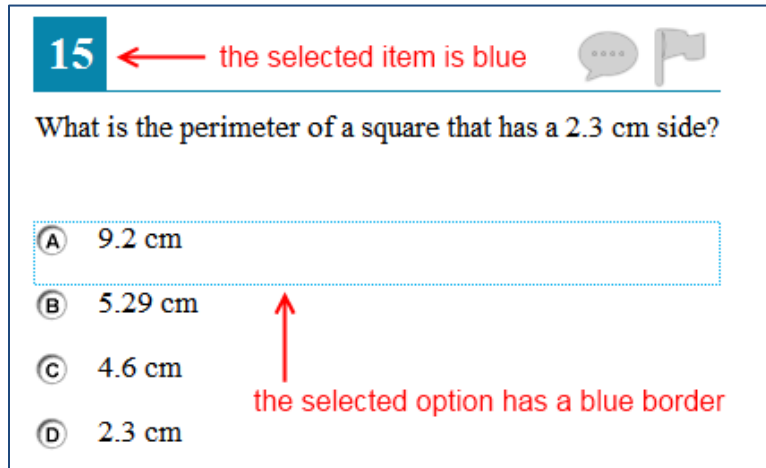 15 the selected item is blue
What is the perimeter of a square that has a 2.3 cm side?
A 9.2 cm
B 5.29 cm
C 4.6 cm
the selected option has a blue border
D 2.3 cm